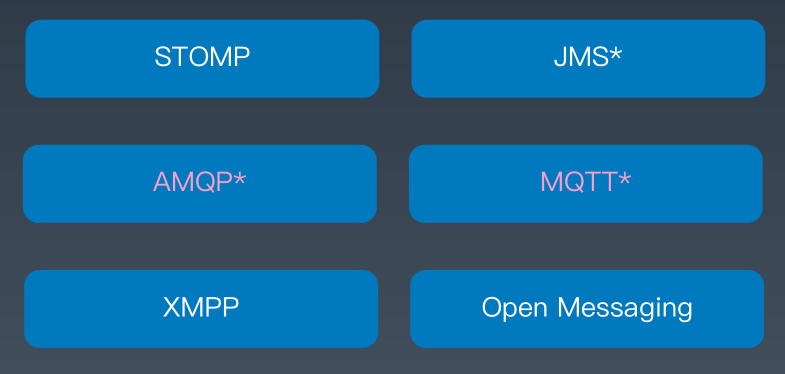 STOMP
JMS*
AMQP*
MQTT*
XMPP
Open Messaging